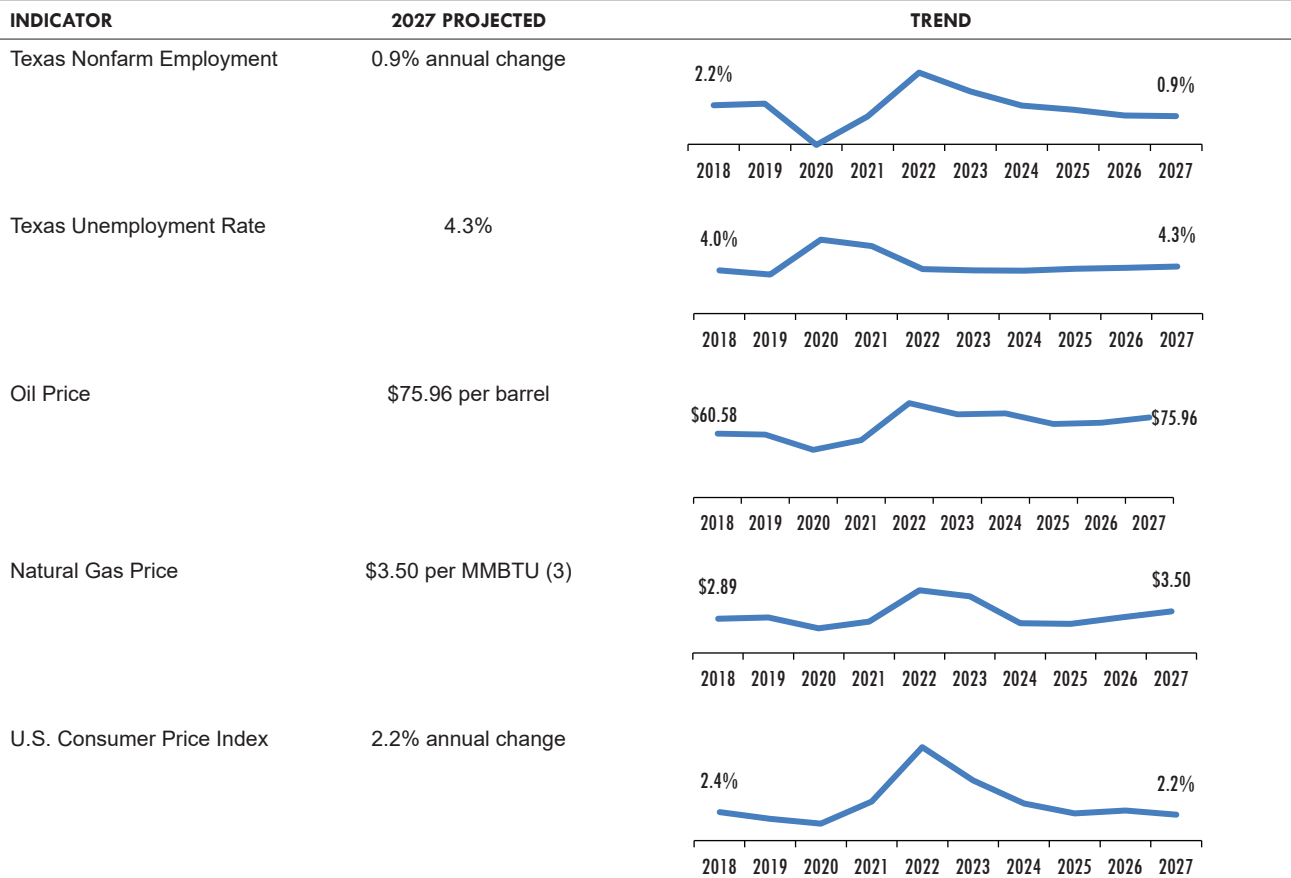 INDICATOR 2027 PROJECTED TREND
Texas Nonfarm Employment 0.9% annual change
2.2% 0.9%
2018 2019 2020 2021 2022 2023 2024 2025 2026 2027
Texas Unemployment Rate 4.3%
4.0% 4.3%
2018 2019 2020 2021 2022 2023 2024 2025 2026 2027
Oil Price $75.96 per barrel
$60.58 $75.96
2018 2019 2020 2021 2022 2023 2024 2025 2026 2027
Natural Gas Price $3.50 per MMBTU (3)
$2.89 $3.50
2018 2019 2020 2021 2022 2023 2024 2025 2026 2027
U.S. Consumer Price Index 2.2% annual change
2.4% 2.2%
2018 2019 2020 2021 2022 2023 2024 2025 2026 2027